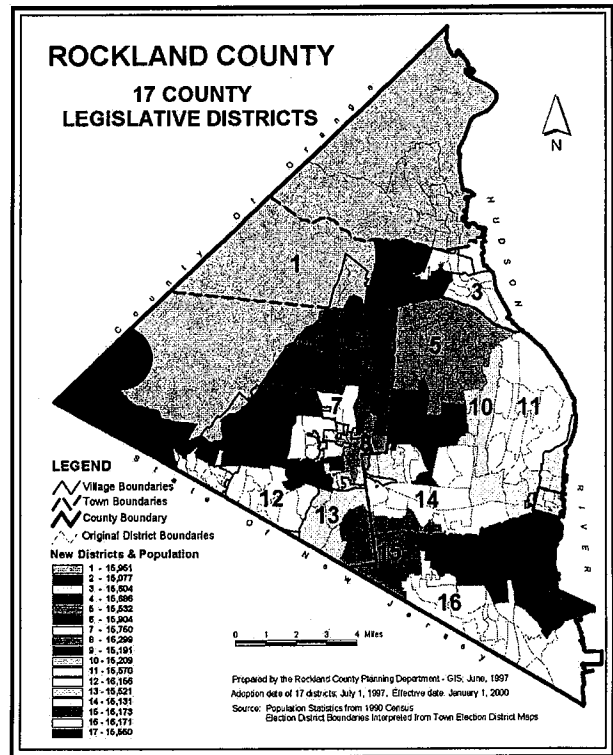 ROCKLAND COUNTY
17 COUNTY
LEGISLATIVE DISTRICTS
N
County of Orange
HUDSON
RIVER
State of New Jersey
1
3
5
7
8
10
11
12
13
14
15
16
LEGEND
Village Boundaries
Town Boundaries
County Boundary
Original District Boundaries
New Districts & Population
1 - 15,951
2 - 15,077
3 - 15,504
4 - 15,686
5 - 15,532
6 - 15,904
7 - 15,750
8 - 15,299
9 - 15,191
10 - 15,209
11 - 15,570
12 - 16,156
13 - 15,521
14 - 15,131
15 - 16,173
16 - 16,171
17 - 15,550
0 1 2 3 4 Miles
Prepared by the Rockland County Planning Department - GIS; June, 1997
Adoption date of 17 districts; July 1, 1997. Effective date: January 1, 2000
Source: Population Statistics from 1990 Census
Election District Boundaries Interpreted from Town Election District Maps